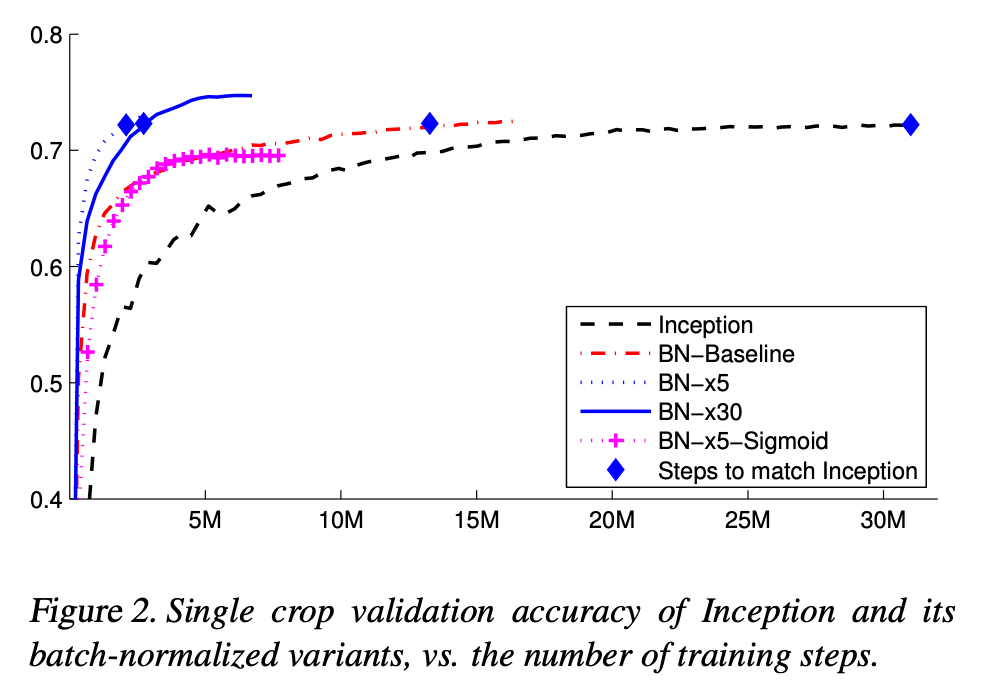 0.8
0.7
0.6
0.5
0.4
5M 10M 15M 20M 25M 30M
Inception
BN−Baseline
BN−x5
BN−x30
BN−x5−Sigmoid
Steps to match Inception
Figure 2. Single crop validation accuracy of Inception and its
batch-normalized variants, vs. the number of training steps.